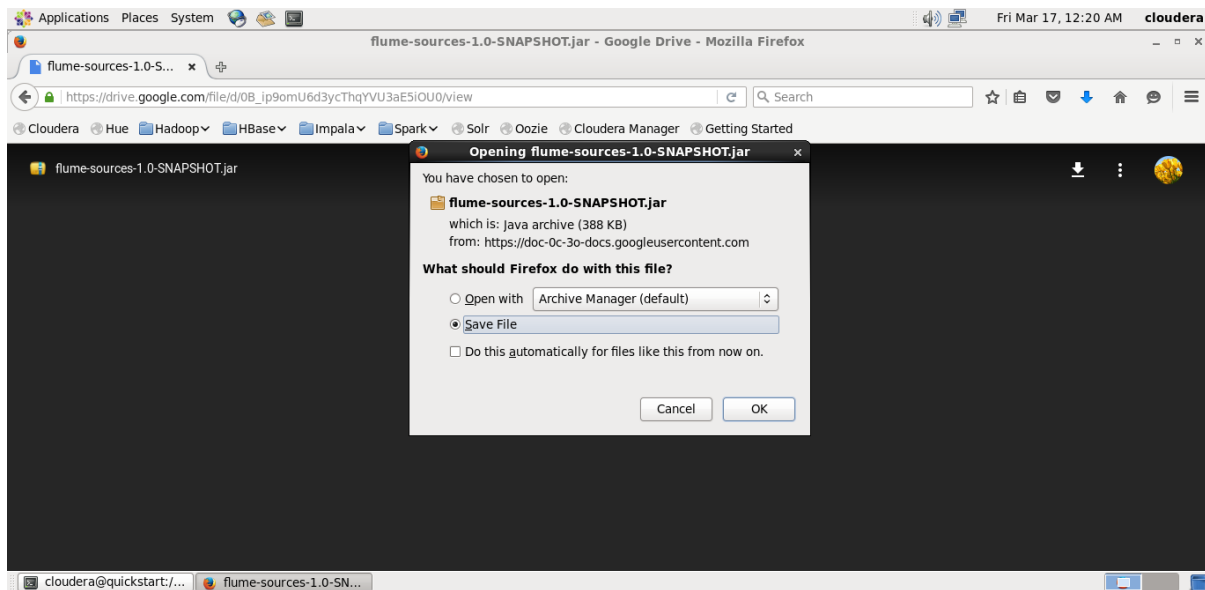 Applications Places System Fri Mar 17, 12:20 AM cloudera
flume-sources-1.0-SNAPSHOT.jar - Google Drive - Mozilla Firefox
flume-sources-1.0-S...
https://drive.google.com/file/d/0B_ip9omU6d3ycThqYVU3aE5iOU0/view Search
Cloudera Hue Hadoop HBase Impala Spark Solr Oozie Cloudera Manager Getting Started
flume-sources-1.0-SNAPSHOT.jar
Opening flume-sources-1.0-SNAPSHOT.jar
You have chosen to open:
flume-sources-1.0-SNAPSHOT.jar
which is: Java archive (388 KB)
from: https://doc-0c-3o-docs.googleusercontent.com
What should Firefox do with this file?
Open with Archive Manager (default)
Save File
Do this automatically for files like this from now on.
Cancel OK
cloudera@quickstart:/... flume-sources-1.0-SN...